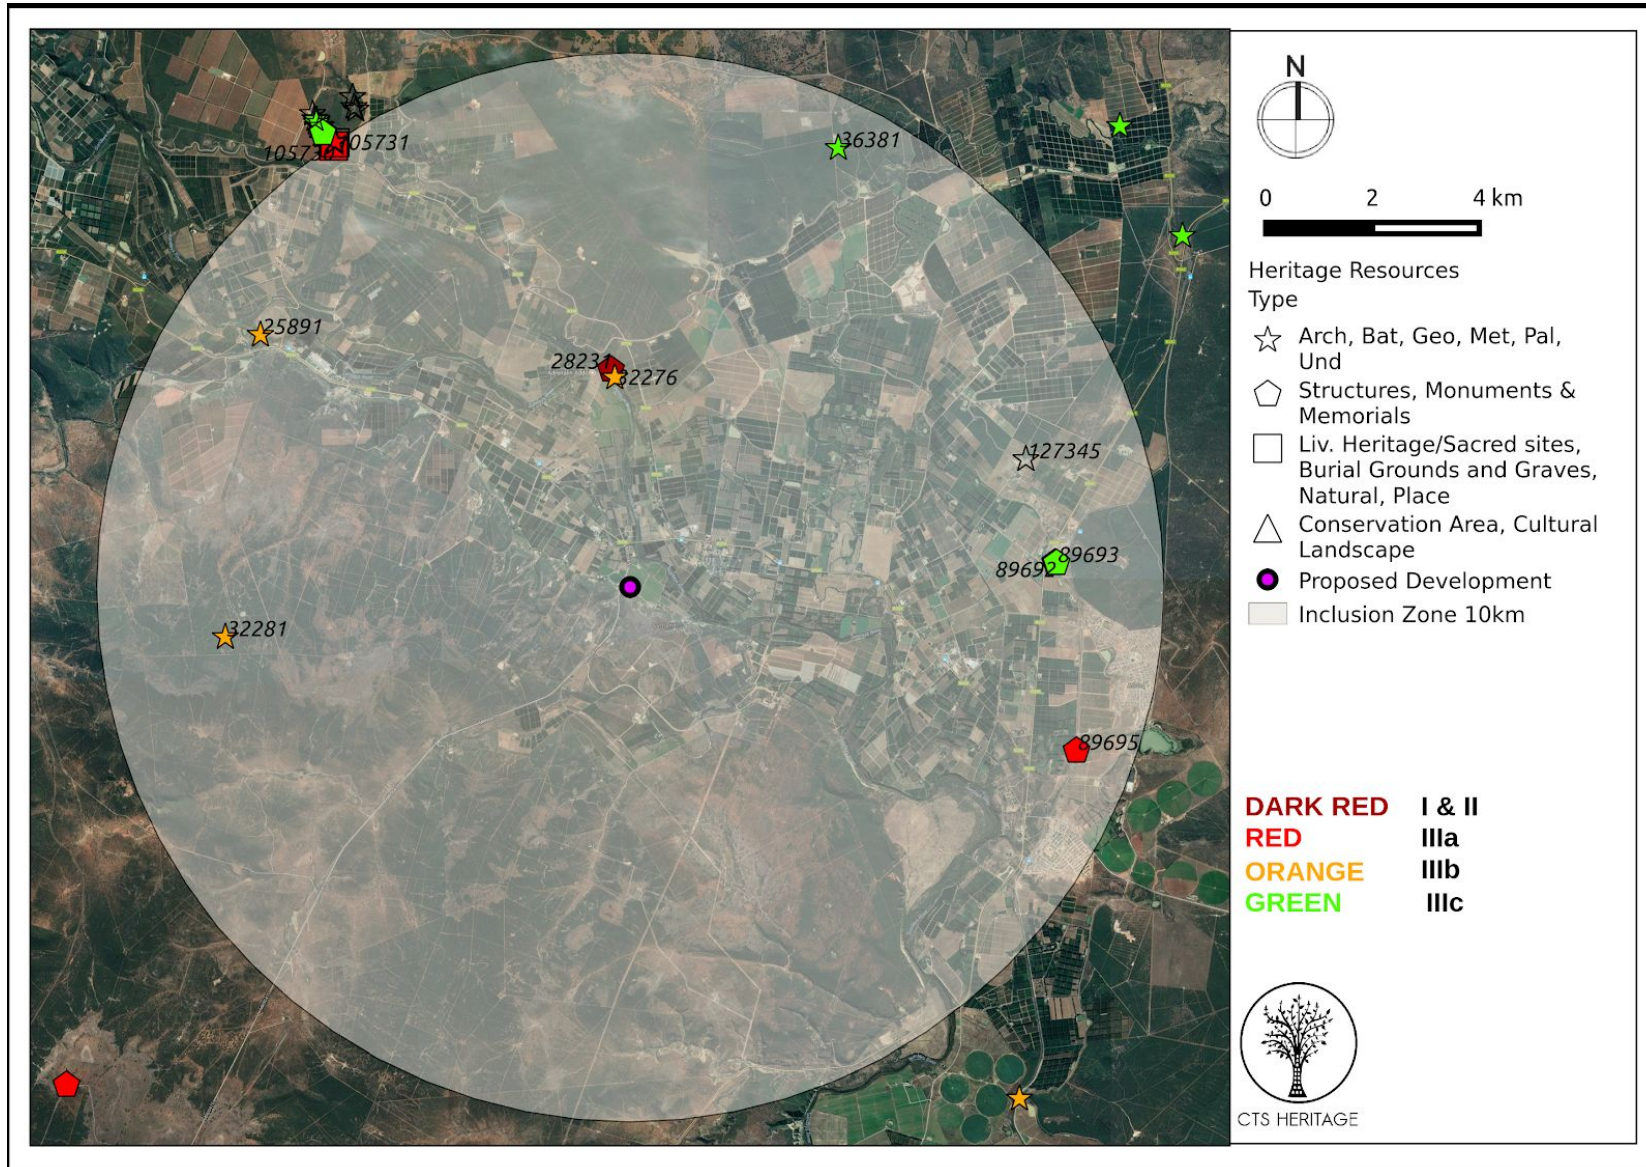 105731
105730
36381
25891
28231
32276
127345
89693
89692
32281
89695
N
0 2 4 km
Heritage Resources
Type
Arch, Bat, Geo, Met, Pal,
Und
Structures, Monuments &
Memorials
Liv. Heritage/Sacred sites,
Burial Grounds and Graves,
Natural, Place
Conservation Area, Cultural
Landscape
Proposed Development
Inclusion Zone 10km
DARK RED I & II
RED IIIa
ORANGE IIIb
GREEN IIIc
CTS HERITAGE